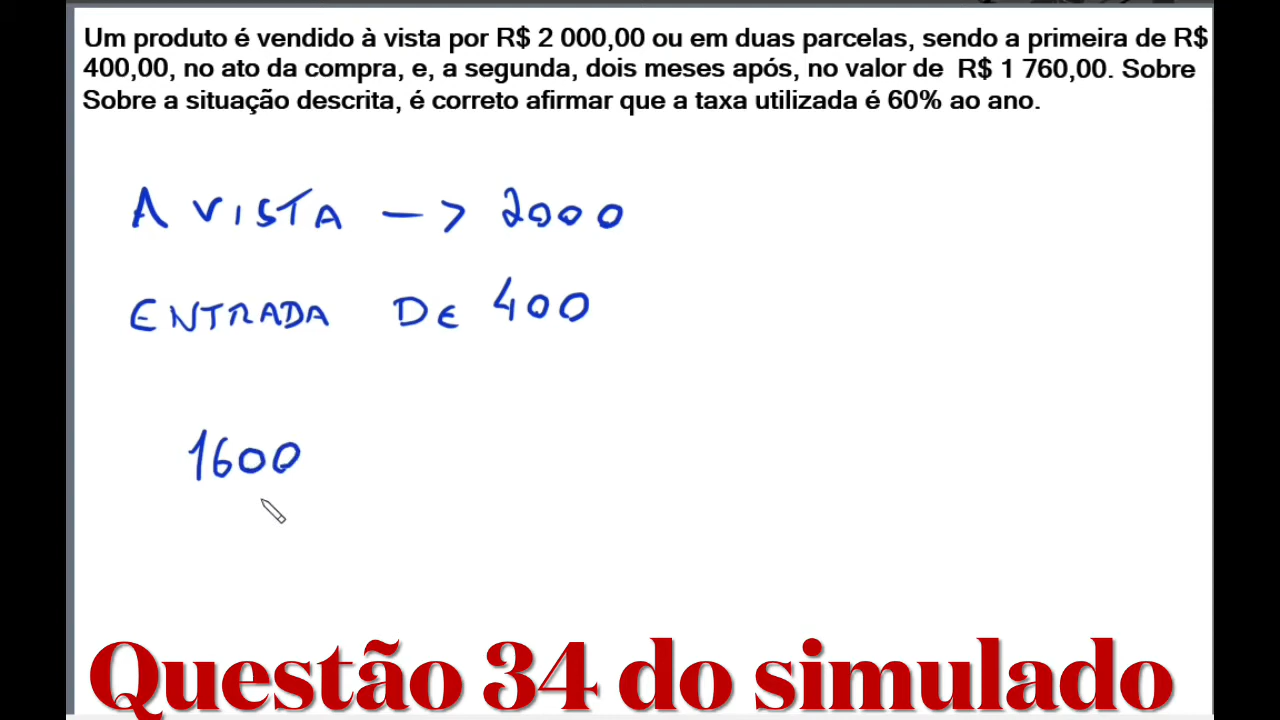 Um produto é vendido à vista por R$ 2 000,00 ou em duas parcelas, sendo a primeira de R$
400,00, no ato da compra, e, a segunda, dois meses após, no valor de R$ 1 760,00. Sobre
Sobre a situação descrita, é correto afirmar que a taxa utilizada é 60% ao ano.
A VISTA -> 2000
ENTRADA DE 400
1600
Questão 34 do simulado